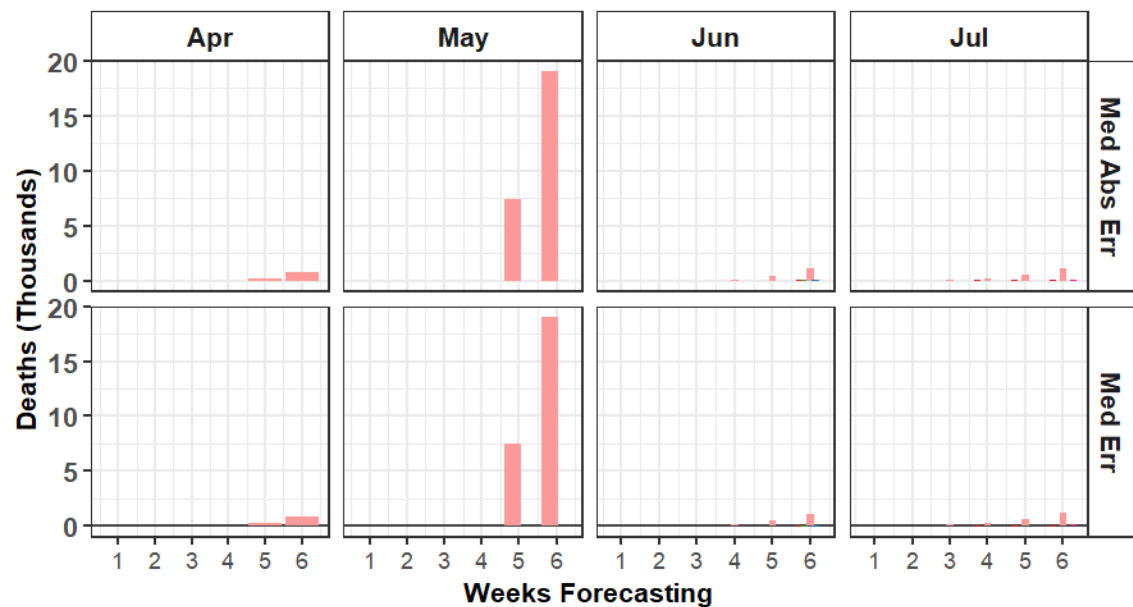 Apr May Jun Jul
20
15
10
5
0
Med Abs Err
20
15
10
5
0
Med Err
Deaths (Thousands)
1 2 3 4 5 6 1 2 3 4 5 6 1 2 3 4 5 6 1 2 3 4 5 6
Weeks Forecasting